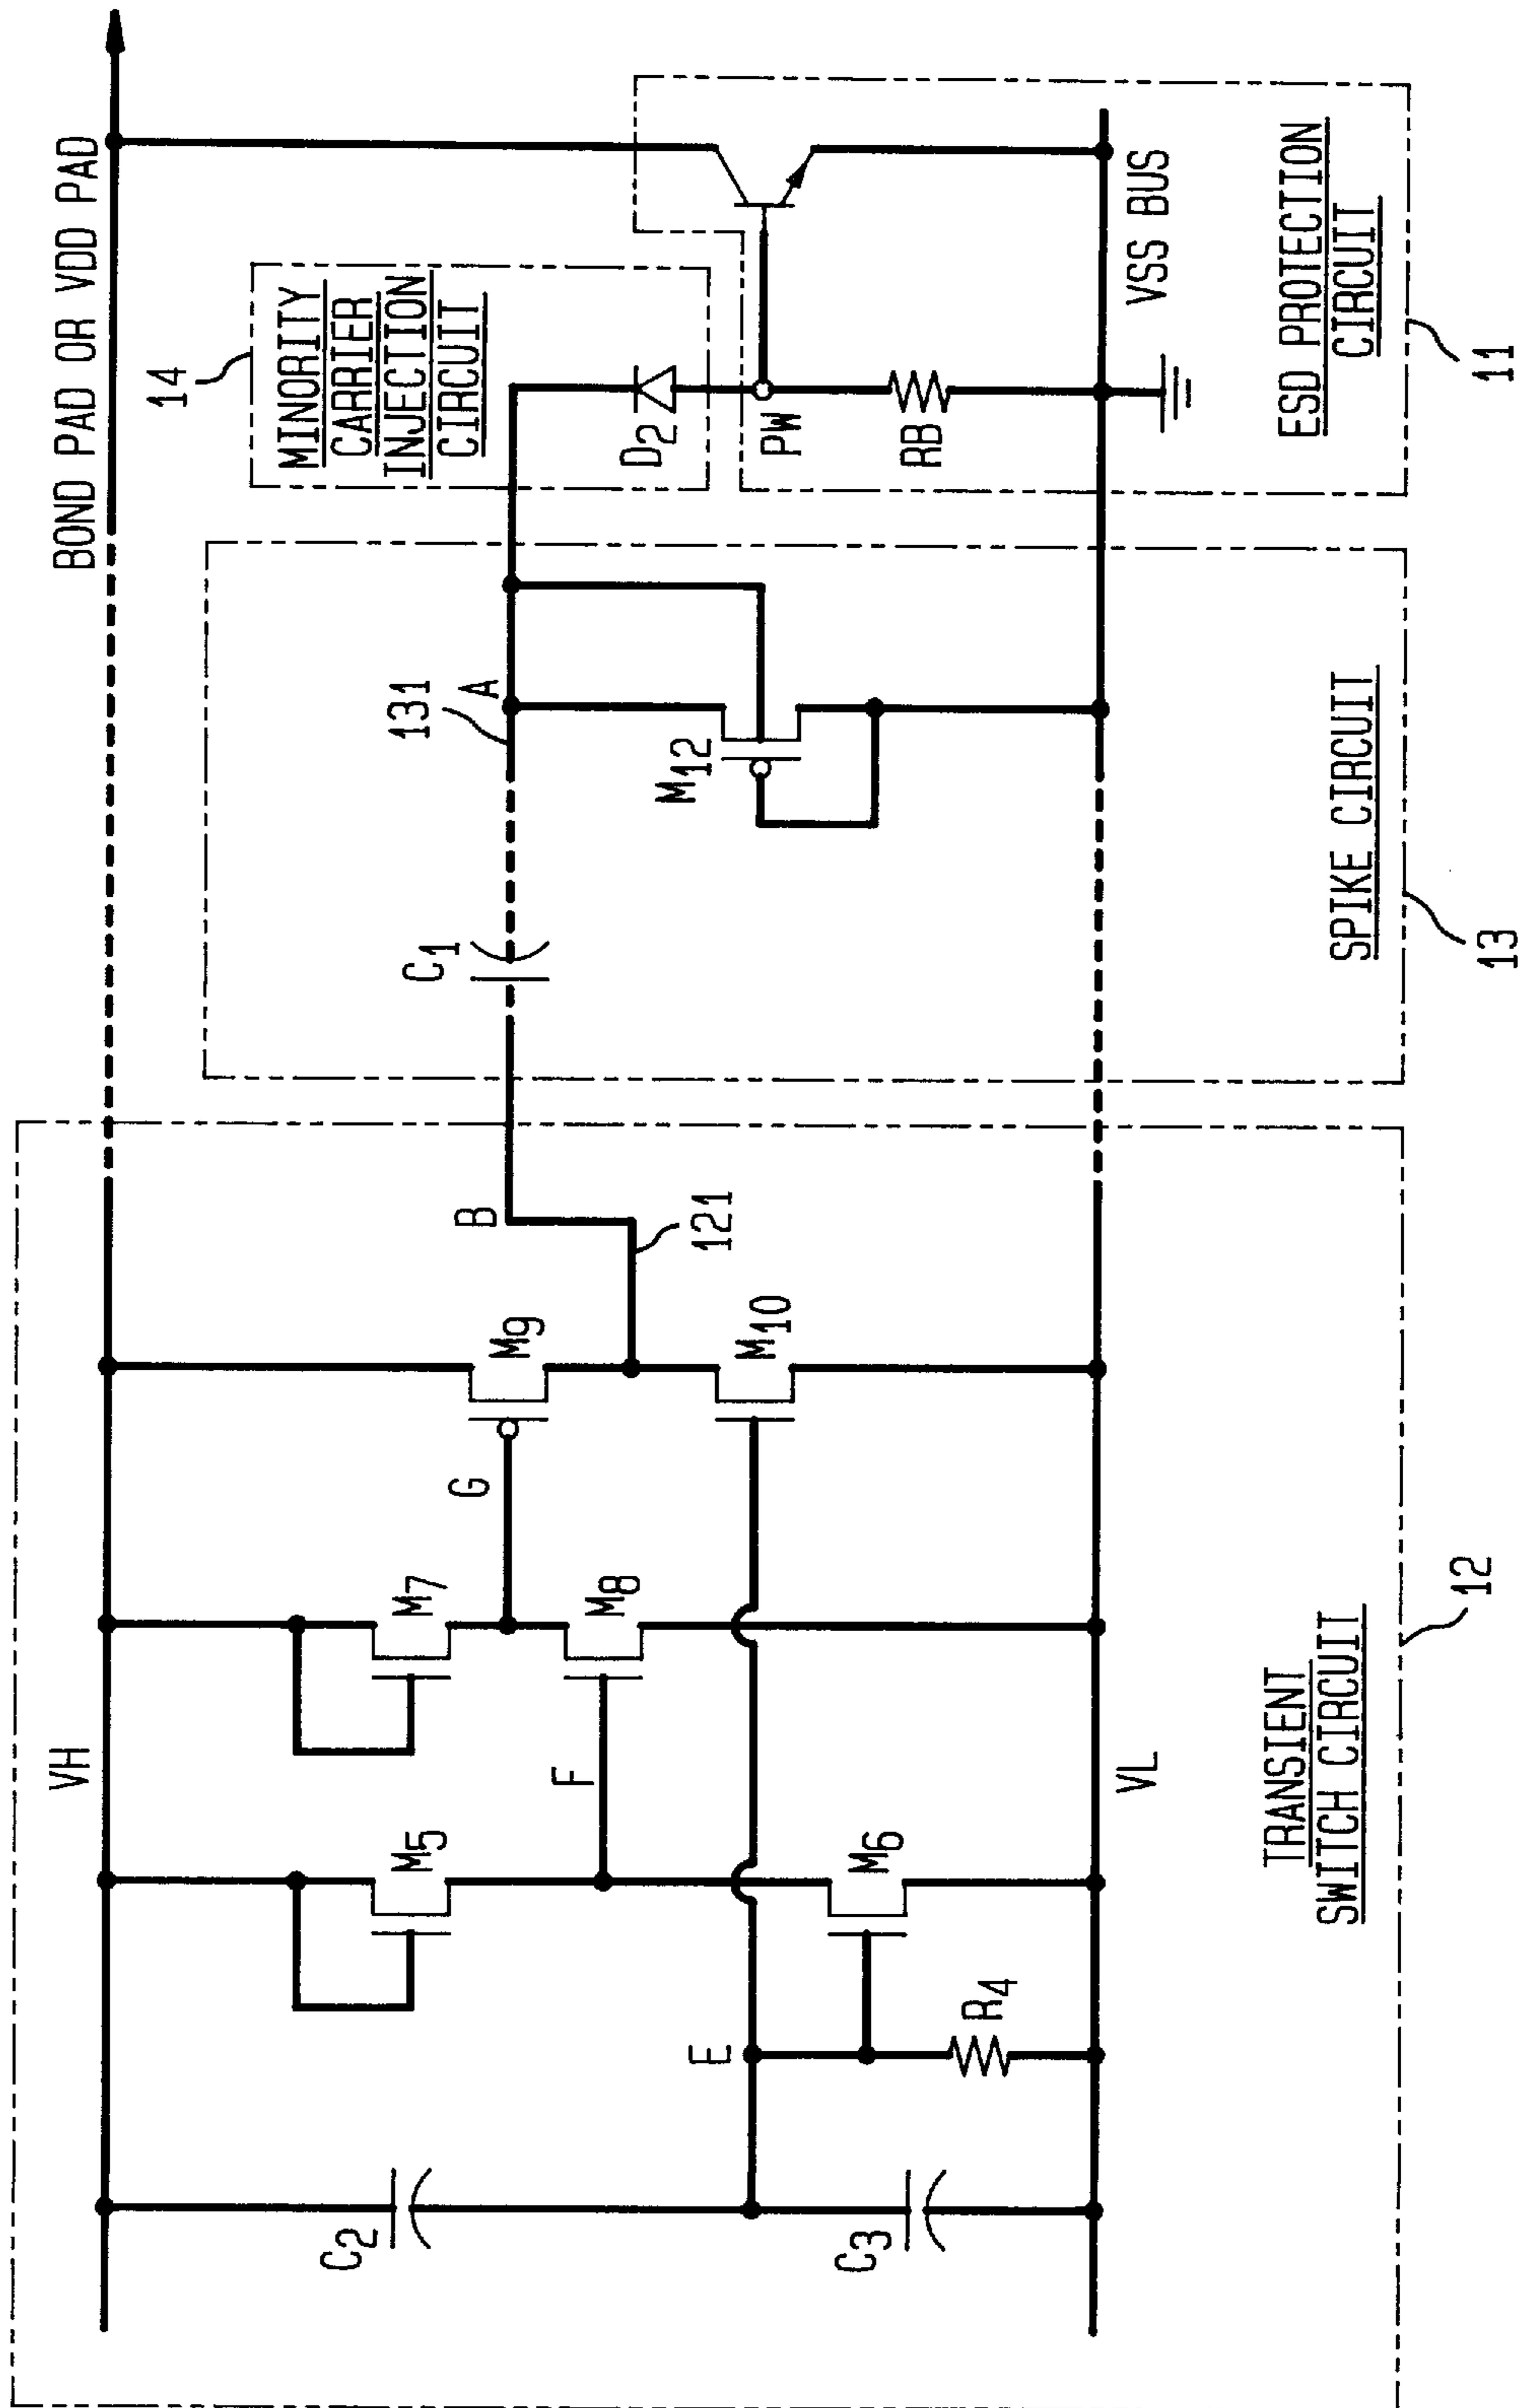 BOND PAD OR VDD PAD
VH
14
MINORITY
CARRIER
INJECTION
CIRCUIT
C2
M5
M7
G
M9
B
121
C1
131
A
D2
F
E
M8
M10
M12
PW
C3
R4
M6
RB
VL
VSS BUS
TRANSIENT
SWITCH CIRCUIT
12
SPIKE CIRCUIT
13
ESD PROTECTION
CIRCUIT
11